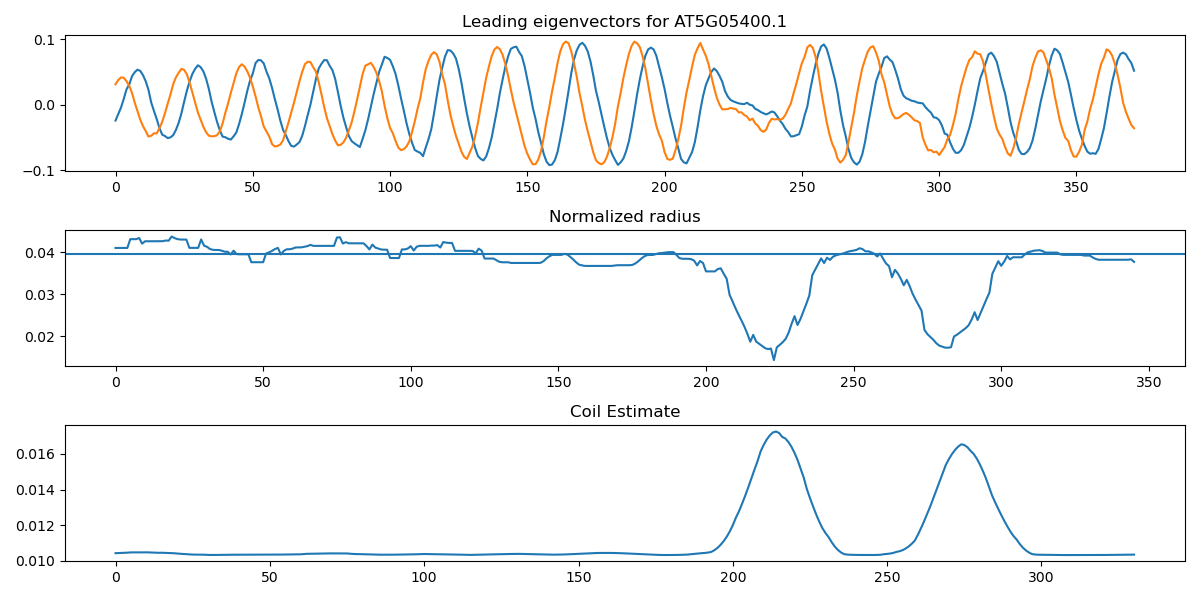 Leading eigenvectors for AT5G05400.1
0.1
0.0
−0.1
0 50 100 150 200 250 300 350
Normalized radius
0.04
0.03
0.02
0 50 100 150 200 250 300 350
Coil Estimate
0.016
0.014
0.012
0.010
0 50 100 150 200 250 300